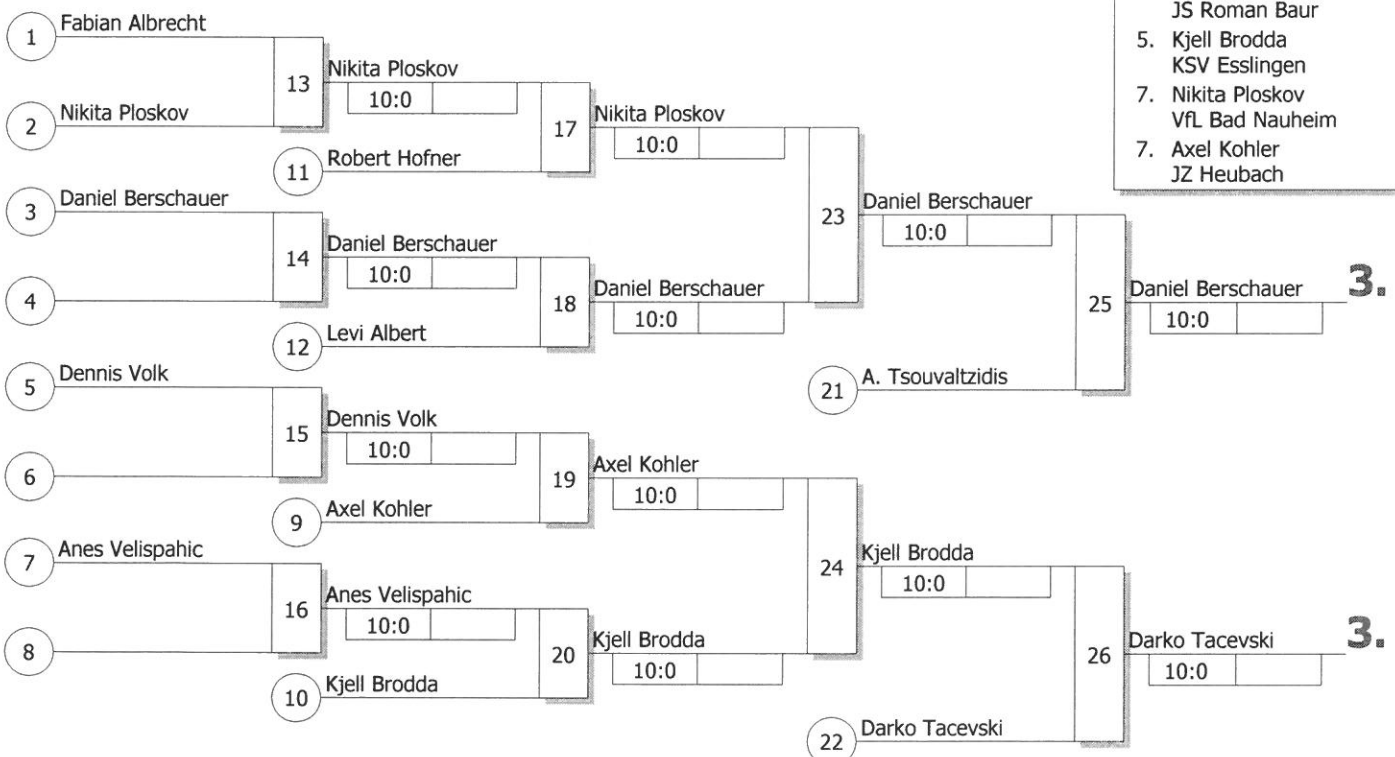 JS Roman Baur
5. Kjell Brodda
KSV Esslingen
7. Nikita Ploskov
VfL Bad Nauheim
7. Axel Kohler
JZ Heubach
1 Fabian Albrecht
13 Nikita Ploskov
10:0
2 Nikita Ploskov
17 Nikita Ploskov
10:0
11 Robert Hofner
3 Daniel Berschauer
23 Daniel Berschauer
10:0
14 Daniel Berschauer
10:0
4
18 Daniel Berschauer
10:0
25 Daniel Berschauer
10:0
3.
12 Levi Albert
5 Dennis Volk
21 A. Tsouvaltzidis
15 Dennis Volk
10:0
6
19 Axel Kohler
10:0
9 Axel Kohler
7 Anes Velispahic
24 Kjell Brodda
10:0
16 Anes Velispahic
10:0
8
20 Kjell Brodda
10:0
26 Darko Tacevski
10:0
3.
10 Kjell Brodda
22 Darko Tacevski